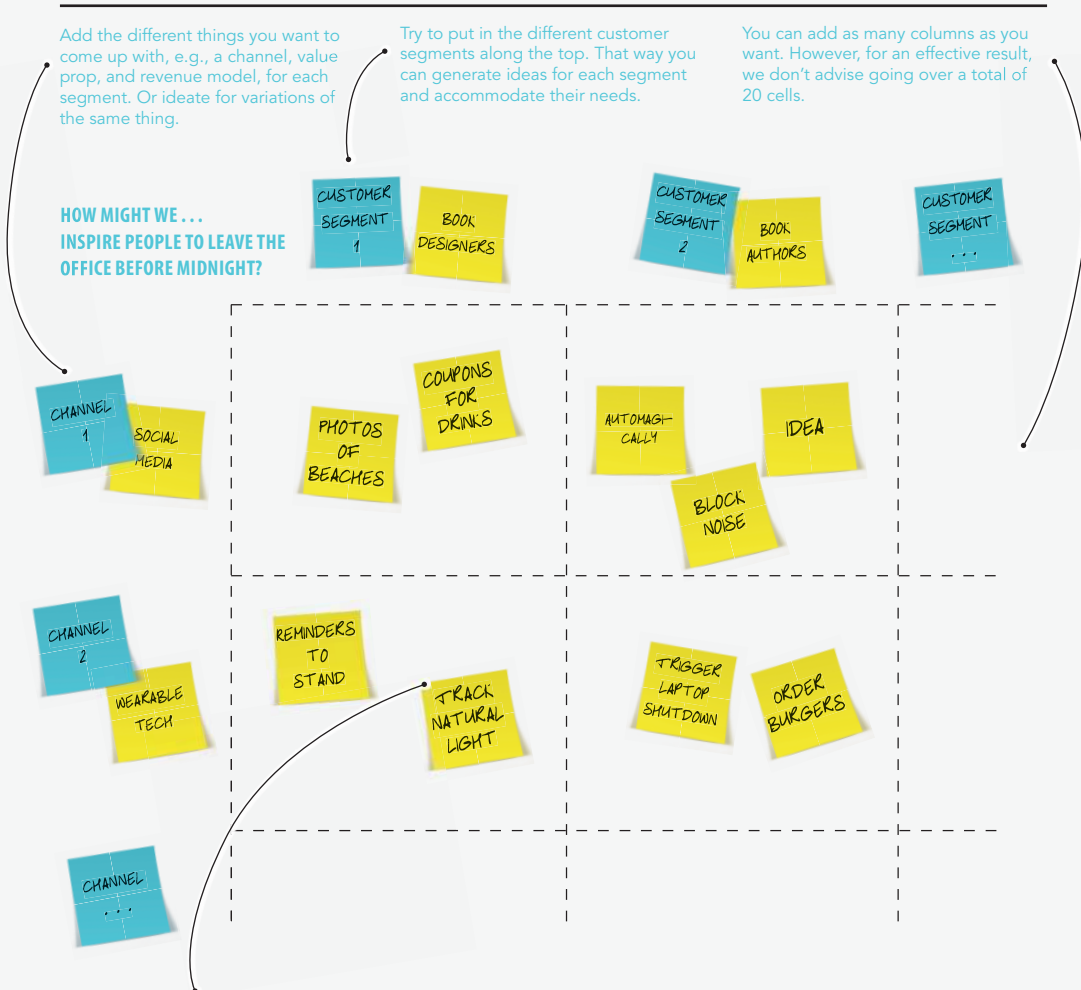 Add the different things you want to
come up with, e.g., a channel, value
prop, and revenue model, for each
segment. Or ideate for variations of
the same thing.
Try to put in the different customer
segments along the top. That way you
can generate ideas for each segment
and accommodate their needs.
You can add as many columns as you
want. However, for an effective result,
we don’t advise going over a total of
20 cells.
HOW MIGHT WE . . .
INSPIRE PEOPLE TO LEAVE THE
OFFICE BEFORE MIDNIGHT?
CUSTOMER
SEGMENT
1
BOOK
DESIGNERS
CUSTOMER
SEGMENT
2
BOOK
AUTHORS
CUSTOMER
SEGMENT
. . .
CHANNEL
1
SOCIAL
MEDIA
PHOTOS
OF
BEACHES
COUPONS
FOR
DRINKS
AUTOMAGI-
CALLY
BLOCK
NOISE
IDEA
CHANNEL
2
WEARABLE
TECH
REMINDERS
TO
STAND
TRACK
NATURAL
LIGHT
TRIGGER
LAPTOP
SHUTDOWN
ORDER
BURGERS
CHANNEL
. . .